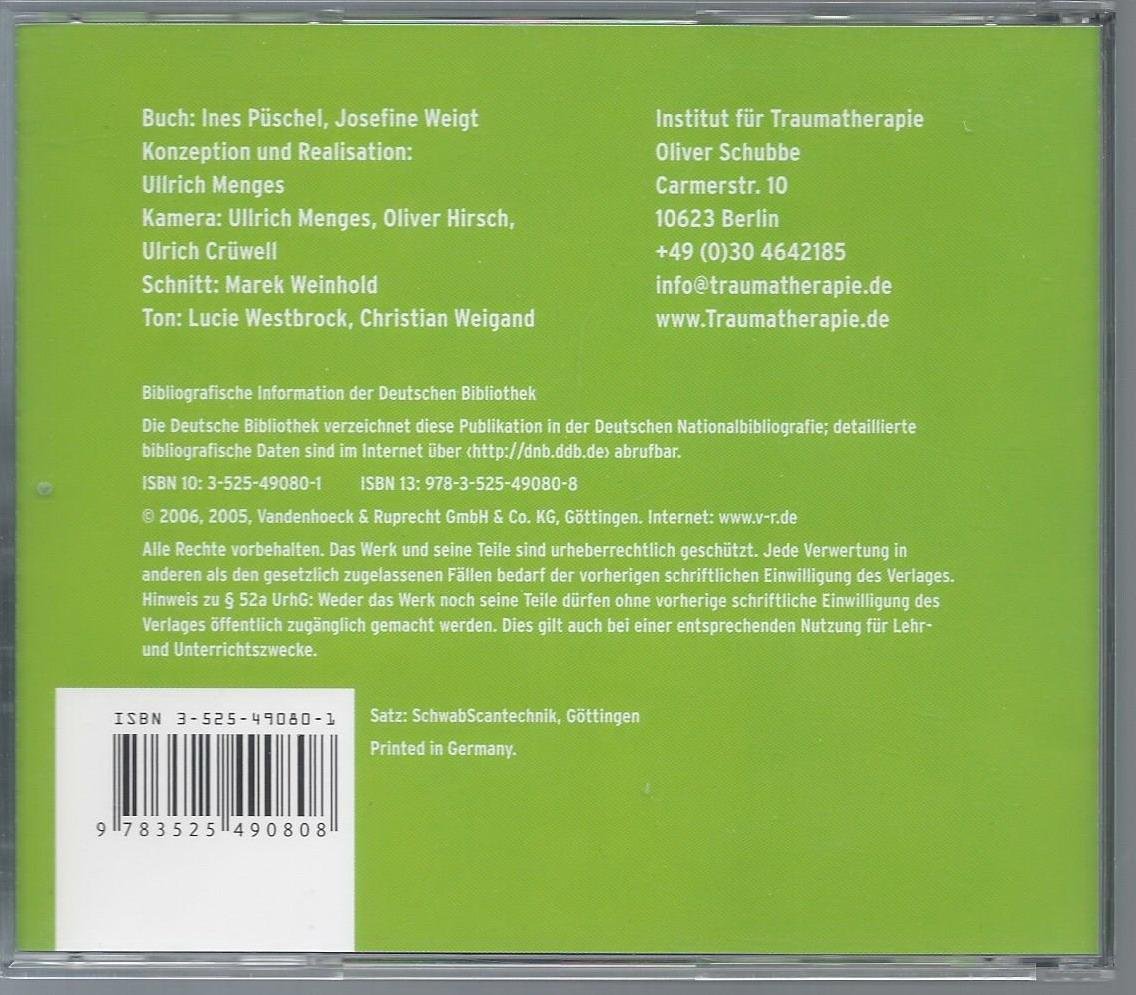 Buch: Ines Püschel, Josefine Weigt
Konzeption und Realisation:
Ullrich Menges
Kamera: Ullrich Menges, Oliver Hirsch,
Ulrich Crüwell
Schnitt: Marek Weinhold
Ton: Lucie Westbrock, Christian Weigand
Institut für Traumatherapie
Oliver Schubbe
Carmerstr. 10
10623 Berlin
+49 (0)30 4642185
info@traumatherapie.de
www.Traumatherapie.de
Bibliografische Information der Deutschen Bibliothek
Die Deutsche Bibliothek verzeichnet diese Publikation in der Deutschen Nationalbibliografie; detaillierte
bibliografische Daten sind im Internet über ‹http://dnb.ddb.de› abrufbar.
ISBN 10: 3-525-49080-1 ISBN 13: 978-3-525-49080-8
© 2006, 2005, Vandenhoeck & Ruprecht GmbH & Co. KG, Göttingen. Internet: www.v-r.de
Alle Rechte vorbehalten. Das Werk und seine Teile sind urheberrechtlich geschützt. Jede Verwertung in
anderen als den gesetzlich zugelassenen Fällen bedarf der vorherigen schriftlichen Einwilligung des Verlages.
Hinweis zu § 52a UrhG: Weder das Werk noch seine Teile dürfen ohne vorherige schriftliche Einwilligung des
Verlages öffentlich zugänglich gemacht werden. Dies gilt auch bei einer entsprechenden Nutzung für Lehr-
und Unterrichtszwecke.
ISBN 3-525-49080-1
9 783525 490808
Satz: SchwabScantechnik, Göttingen
Printed in Germany.